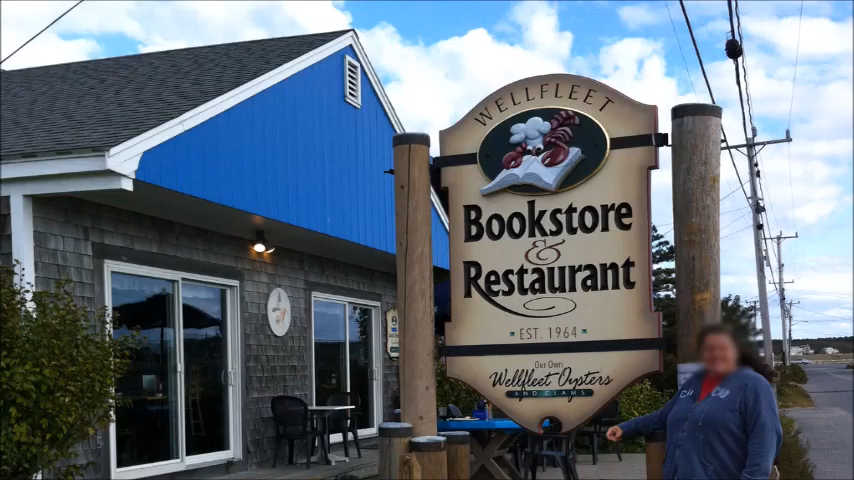 WELLFLEET
Bookstore
&
Restaurant
EST. 1964
Our Own
Wellfleet Oysters
AND CLAMS